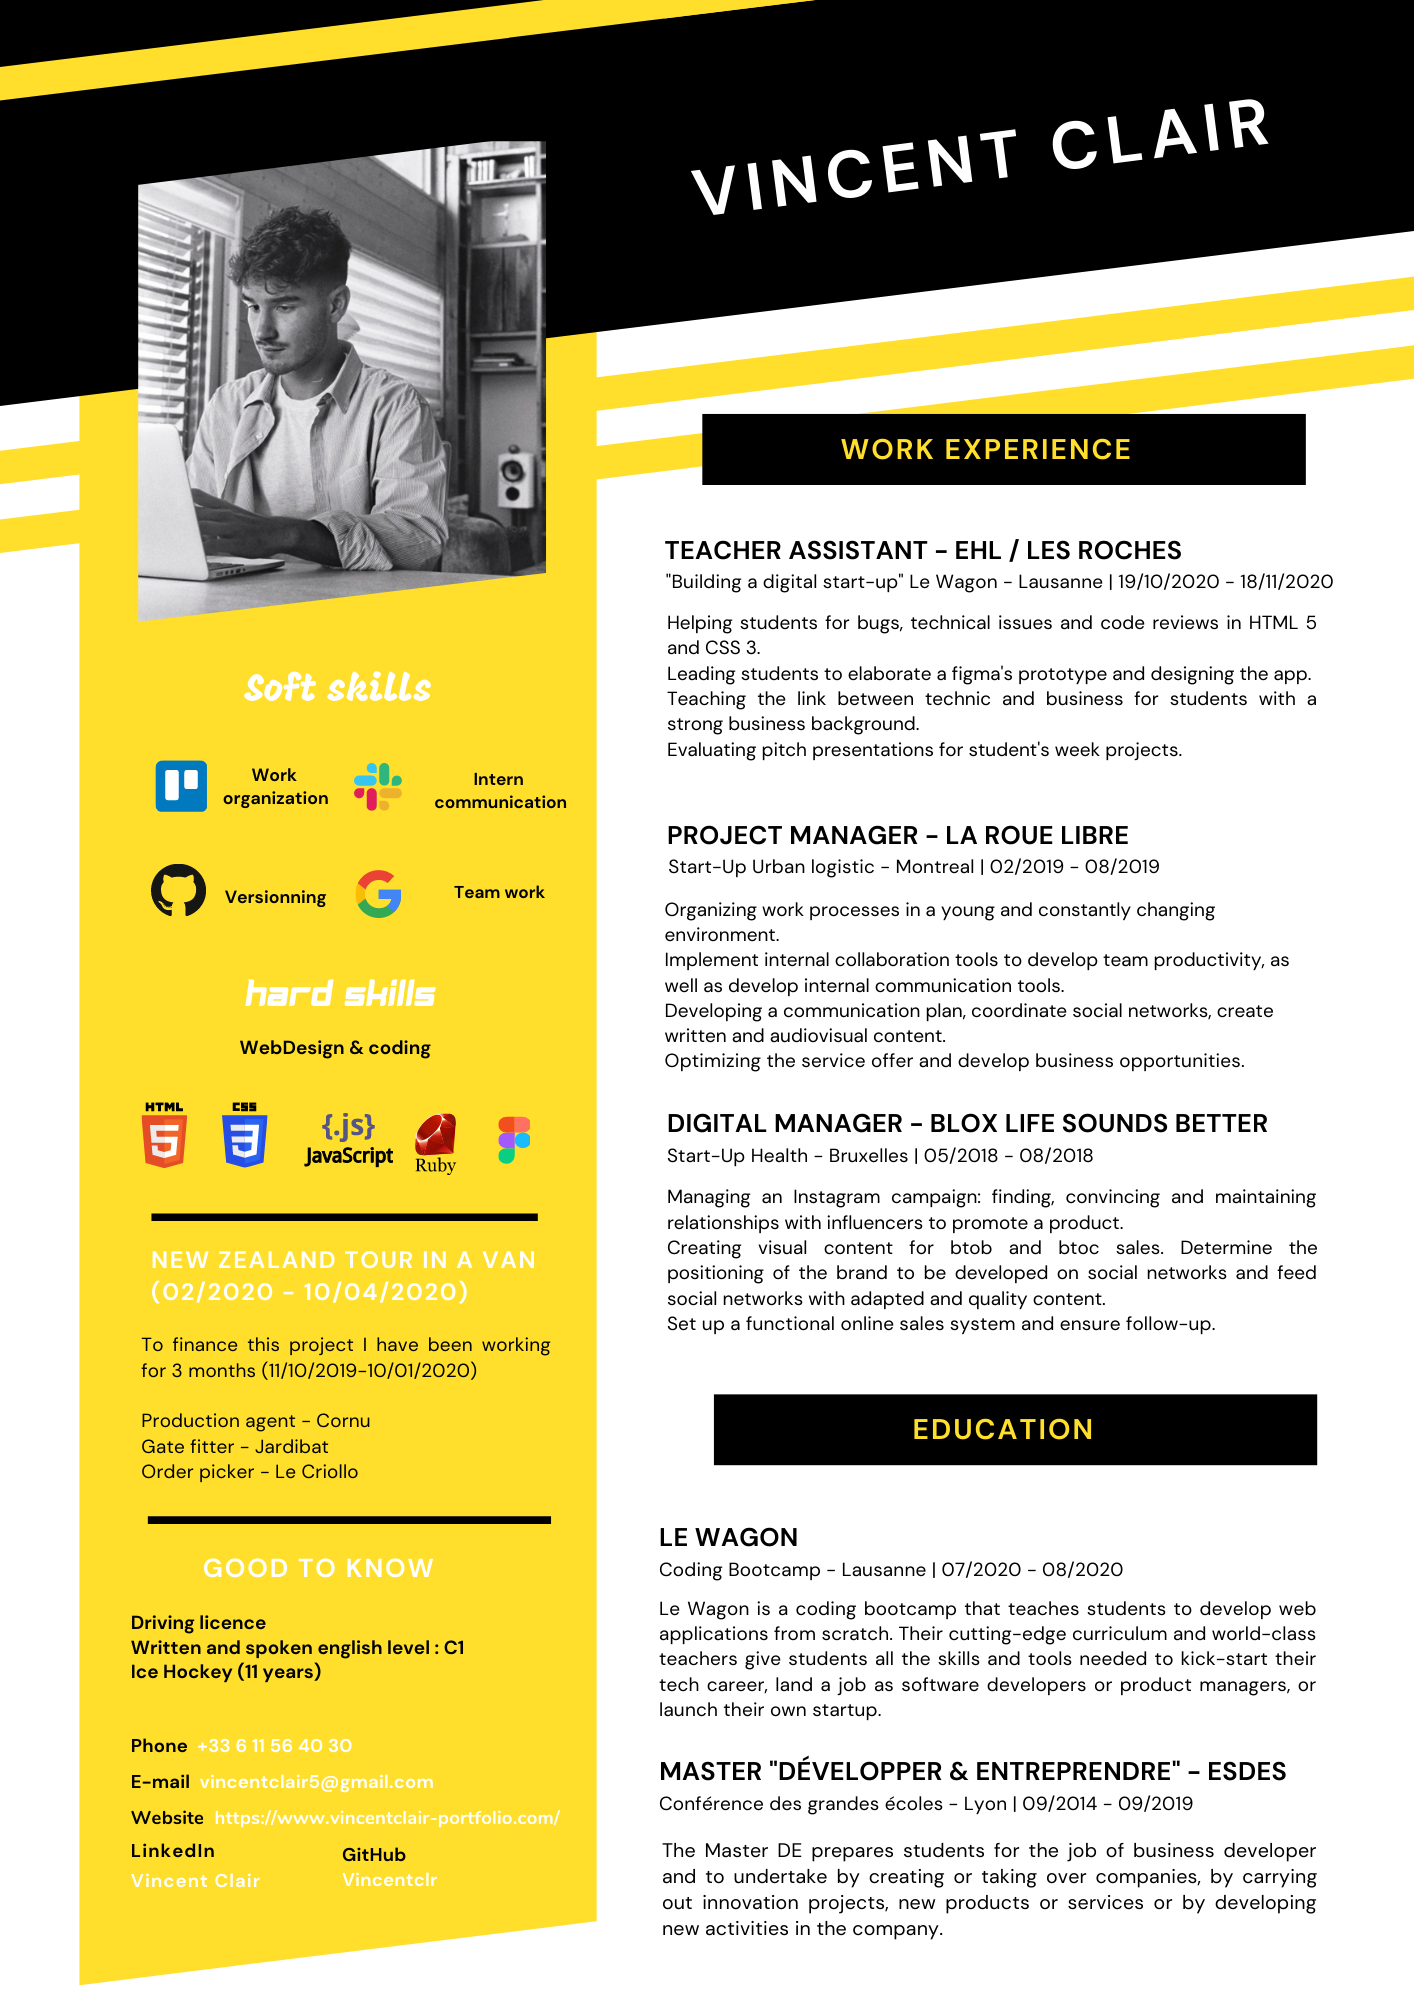 VINCENT CLAIR
Soft skills
Work
organization
Intern
communication
Versionning
Team work
hard skills
WebDesign & coding
HTML
5
CSS
3
{.js}
JavaScript
Ruby
NEW ZEALAND TOUR IN A VAN
(02/2020 - 10/04/2020)
To finance this project I have been working
for 3 months (11/10/2019-10/01/2020)
Production agent - Cornu
Gate fitter - Jardibat
Order picker - Le Criollo
GOOD TO KNOW
Driving licence
Written and spoken english level : C1
Ice Hockey (11 years)
Phone +33 6 11 56 40 30
E-mail vincentclair5@gmail.com
Website https://www.vincentclair-portfolio.com/
LinkedIn
Vincent Clair
GitHub
Vincentclr
WORK EXPERIENCE
TEACHER ASSISTANT - EHL / LES ROCHES
"Building a digital start-up" Le Wagon - Lausanne | 19/10/2020 - 18/11/2020
Helping students for bugs, technical issues and code reviews in HTML 5
and CSS 3.
Leading students to elaborate a figma's prototype and designing the app.
Teaching the link between technic and business for students with a
strong business background.
Evaluating pitch presentations for student's week projects.
PROJECT MANAGER - LA ROUE LIBRE
Start-Up Urban logistic - Montreal | 02/2019 - 08/2019
Organizing work processes in a young and constantly changing
environment.
Implement internal collaboration tools to develop team productivity, as
well as develop internal communication tools.
Developing a communication plan, coordinate social networks, create
written and audiovisual content.
Optimizing the service offer and develop business opportunities.
DIGITAL MANAGER - BLOX LIFE SOUNDS BETTER
Start-Up Health - Bruxelles | 05/2018 - 08/2018
Managing an Instagram campaign: finding, convincing and maintaining
relationships with influencers to promote a product.
Creating visual content for btob and btoc sales. Determine the
positioning of the brand to be developed on social networks and feed
social networks with adapted and quality content.
Set up a functional online sales system and ensure follow-up.
EDUCATION
LE WAGON
Coding Bootcamp - Lausanne | 07/2020 - 08/2020
Le Wagon is a coding bootcamp that teaches students to develop web
applications from scratch. Their cutting-edge curriculum and world-class
teachers give students all the skills and tools needed to kick-start their
tech career, land a job as software developers or product managers, or
launch their own startup.
MASTER "DÉVELOPPER & ENTREPRENDRE" - ESDES
Conférence des grandes écoles - Lyon | 09/2014 - 09/2019
The Master DE prepares students for the job of business developer
and to undertake by creating or taking over companies, by carrying
out innovation projects, new products or services or by developing
new activities in the company.